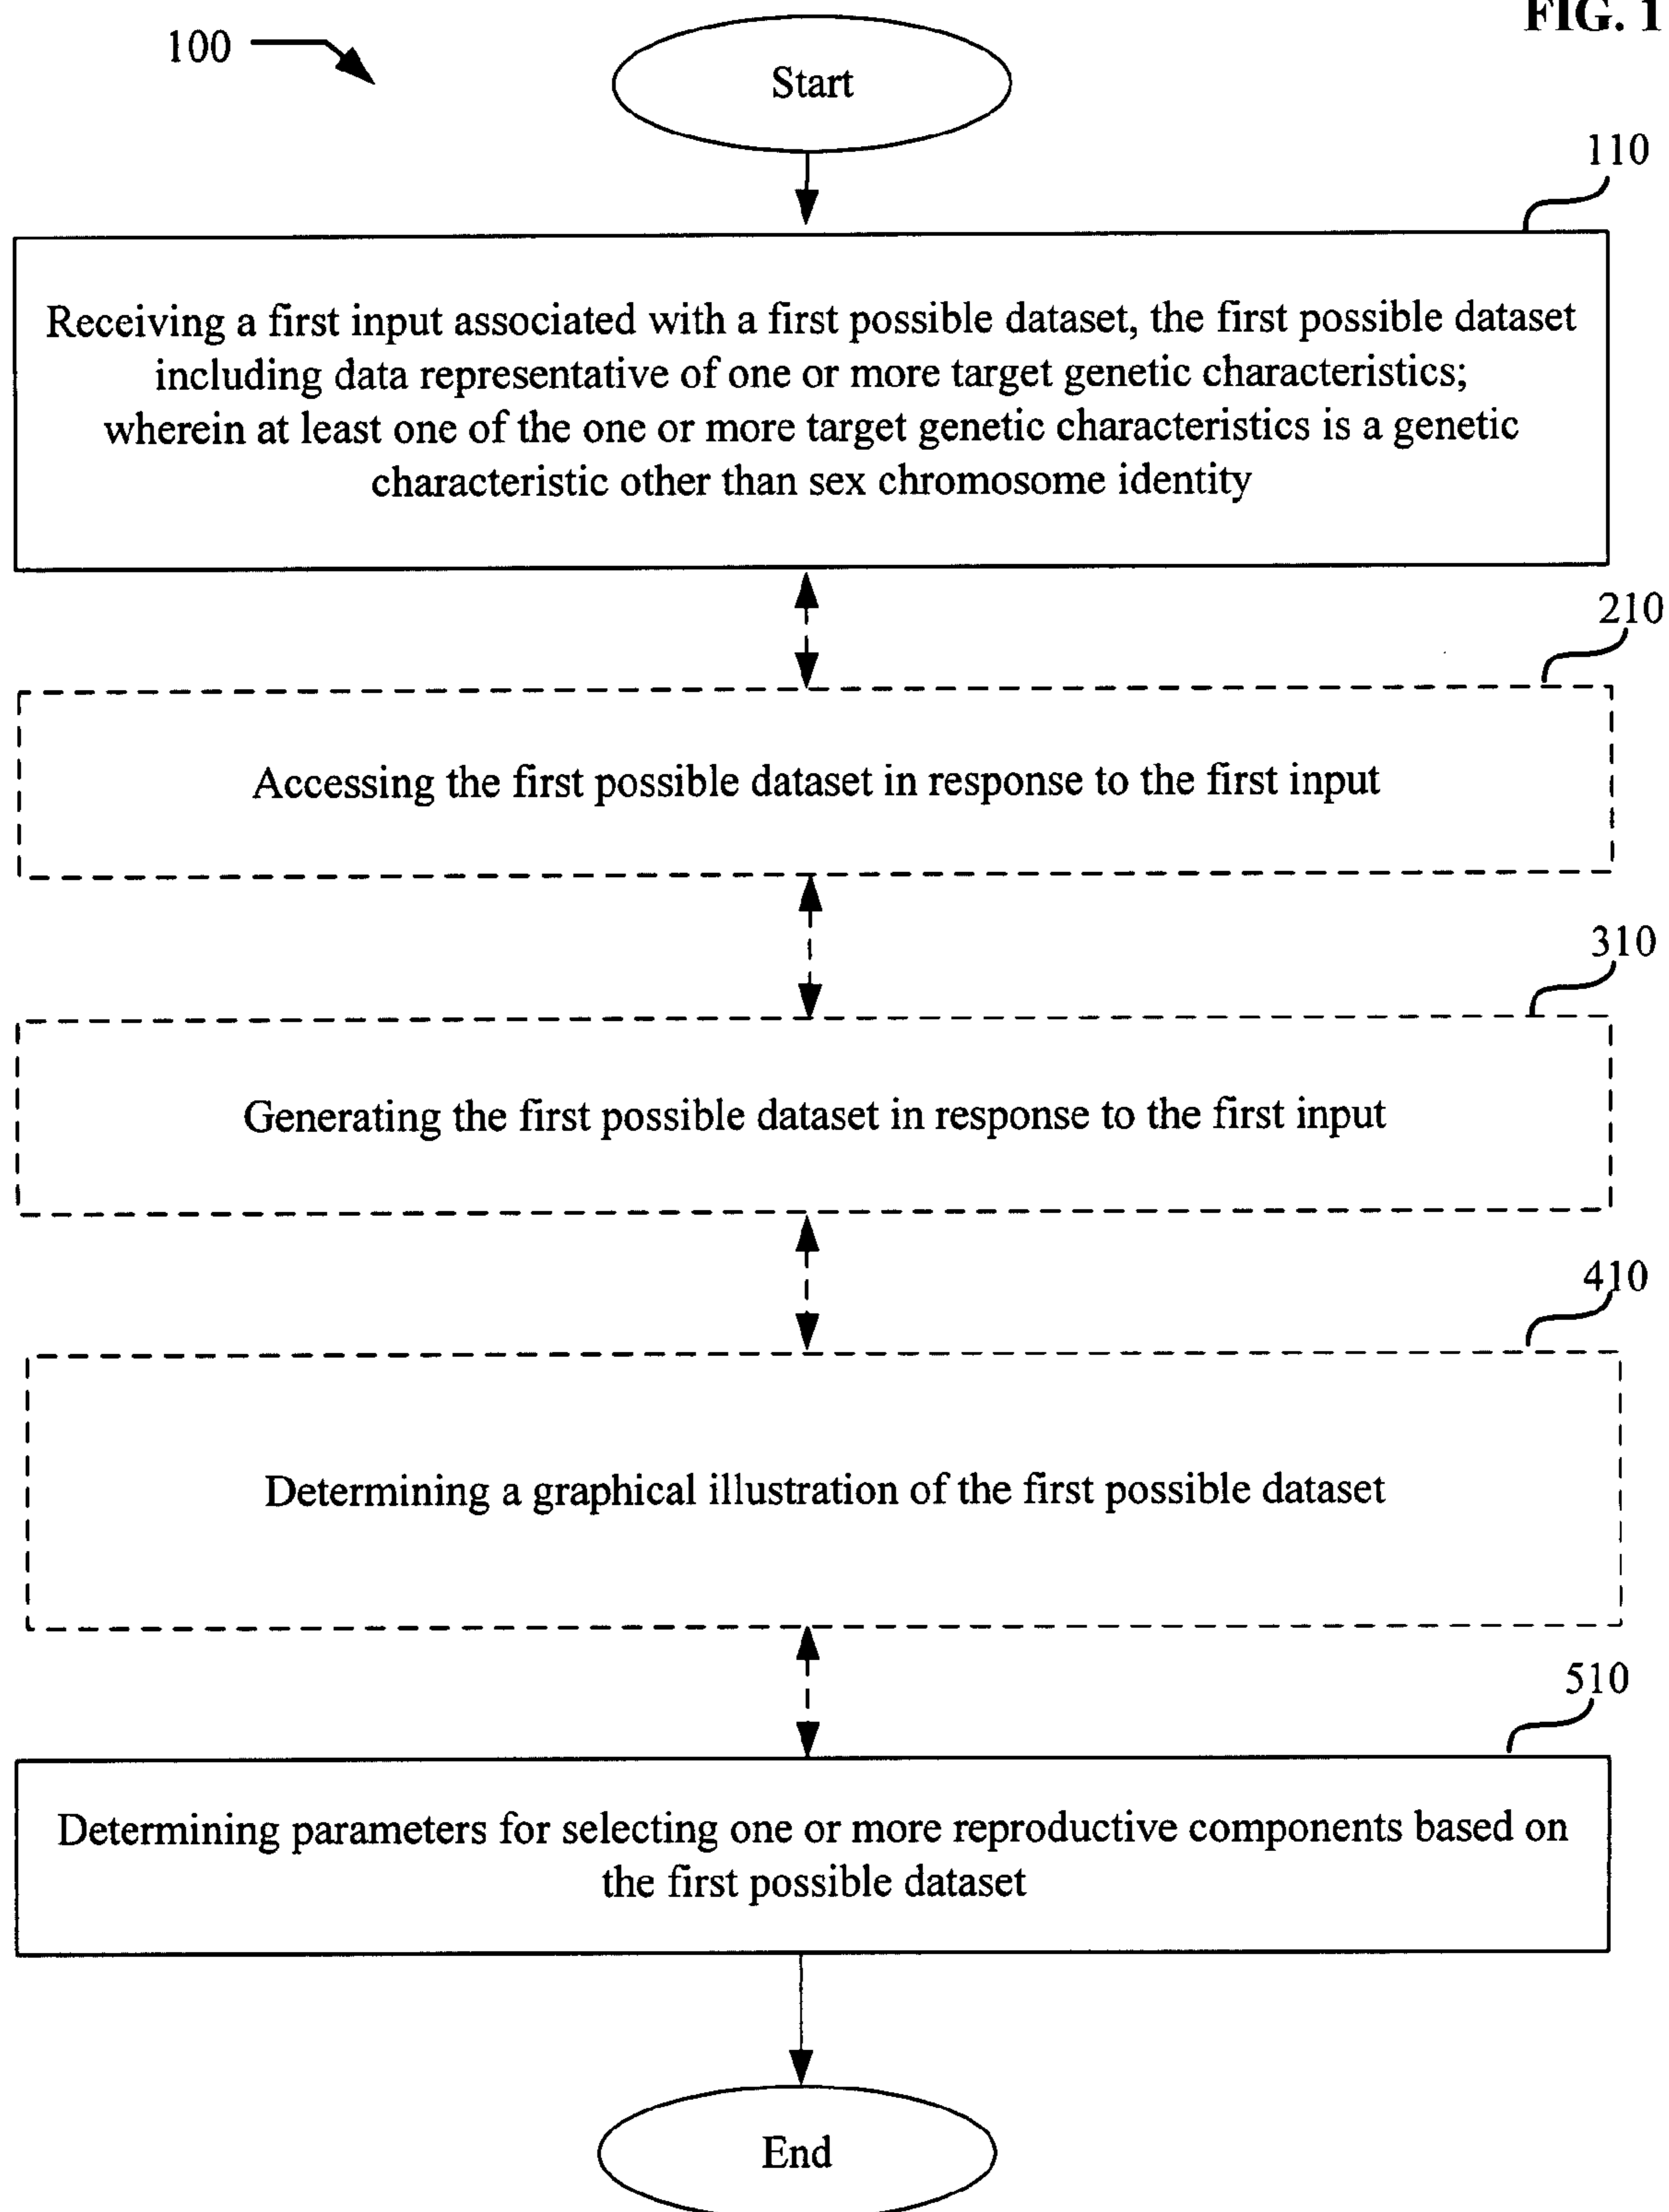 FIG. 1
100
Start
110
Receiving a first input associated with a first possible dataset, the first possible dataset
including data representative of one or more target genetic characteristics;
wherein at least one of the one or more target genetic characteristics is a genetic
characteristic other than sex chromosome identity
210
Accessing the first possible dataset in response to the first input
310
Generating the first possible dataset in response to the first input
410
Determining a graphical illustration of the first possible dataset
510
Determining parameters for selecting one or more reproductive components based on
the first possible dataset
End